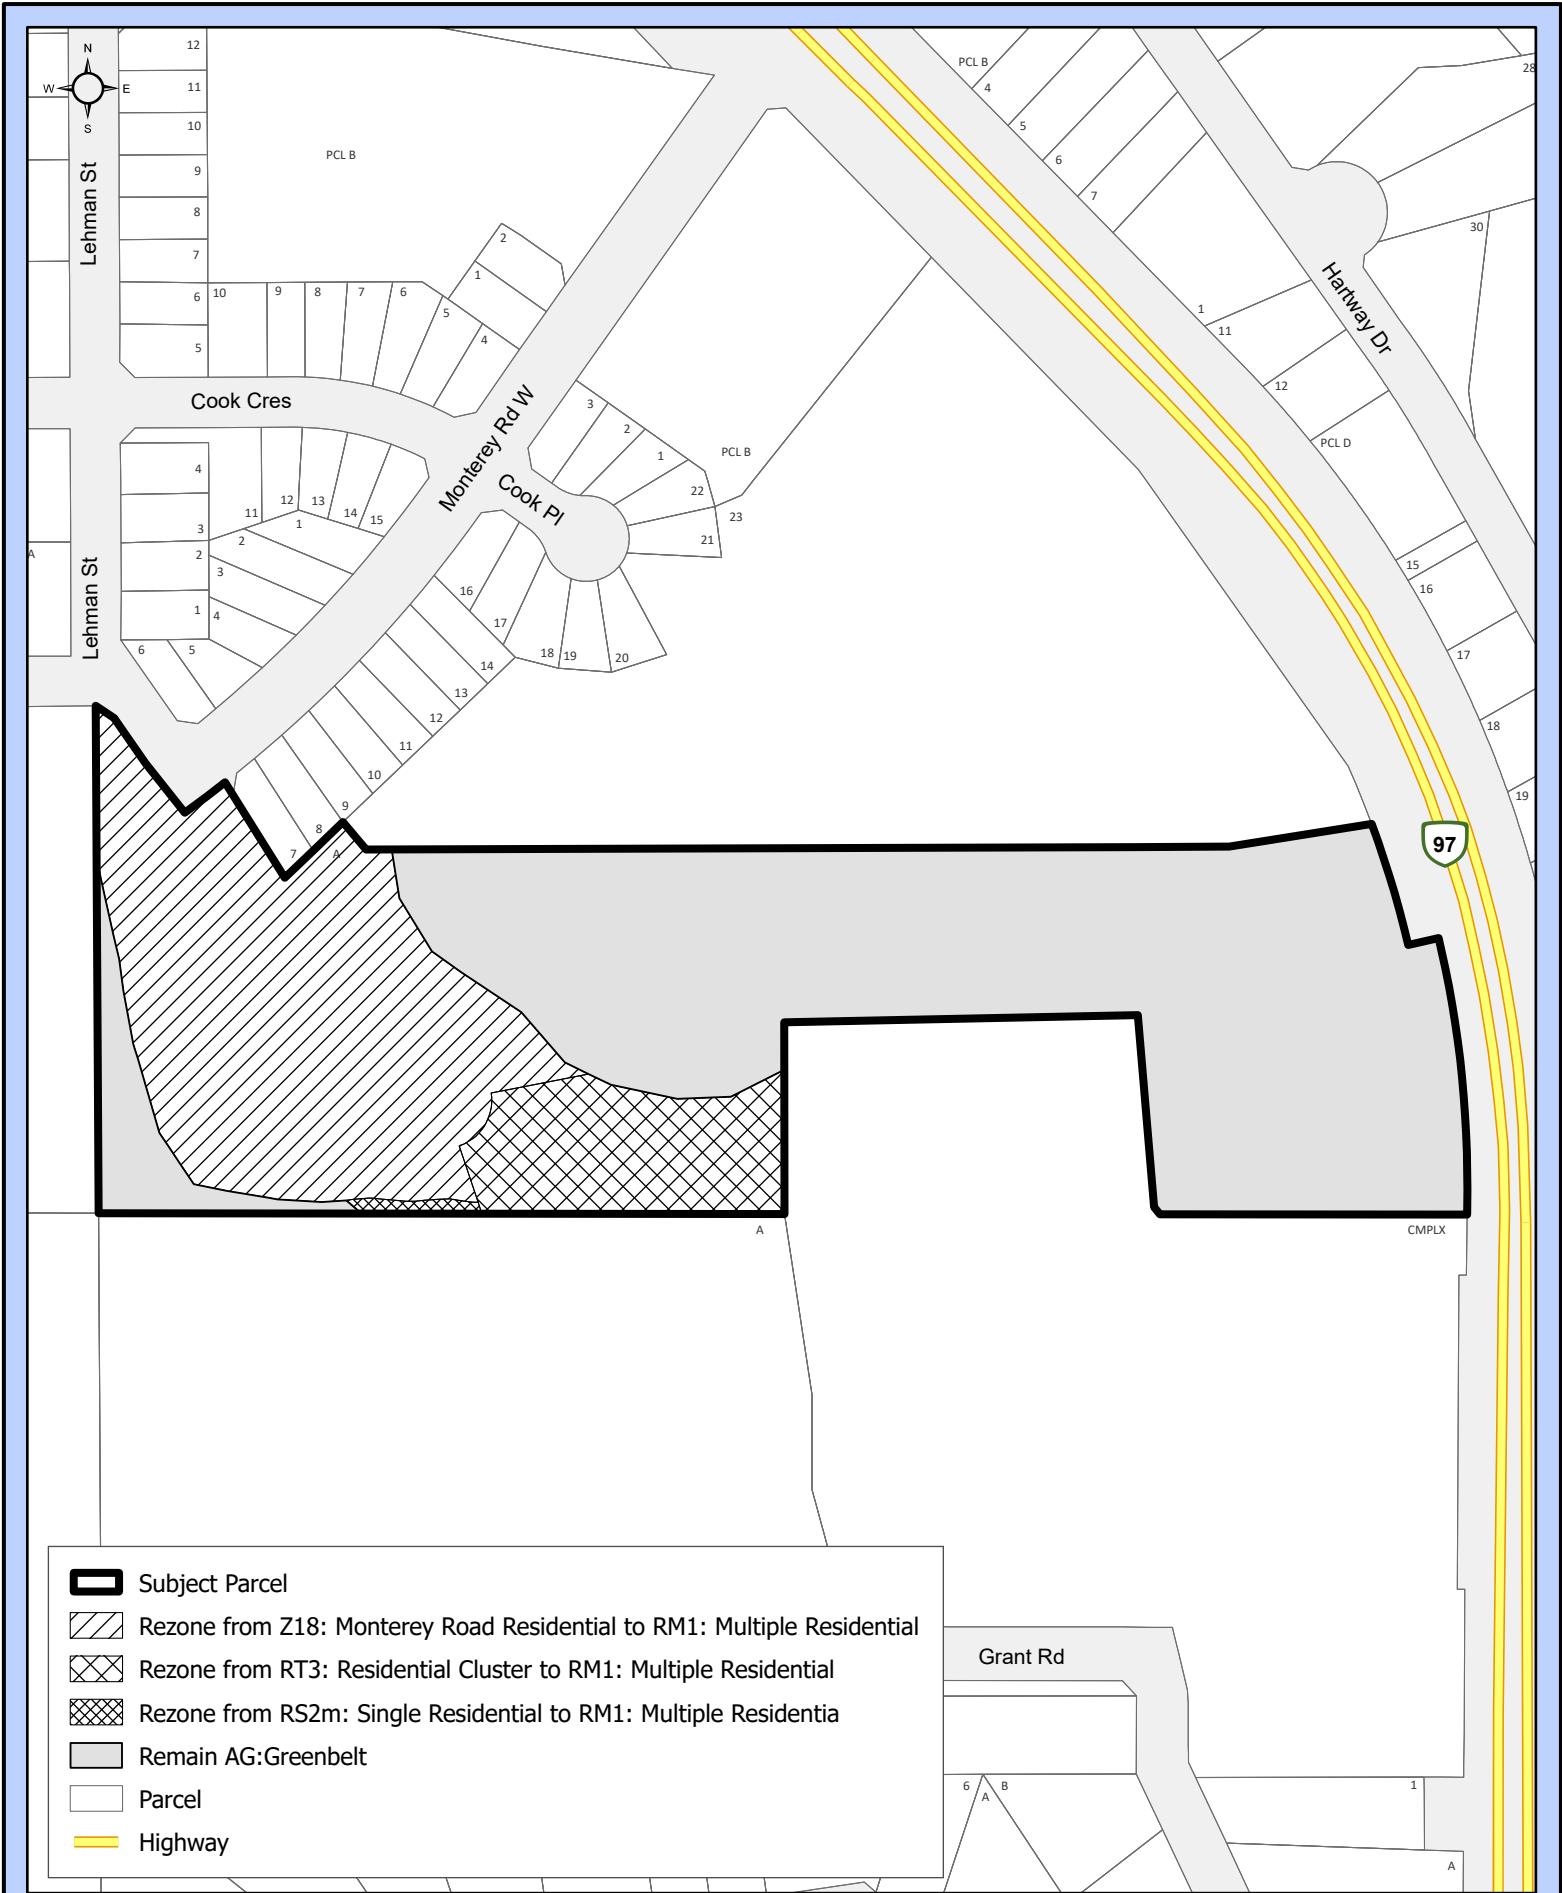 N
W E
S
Lehman St
12
11
10
9
8
7
6
5
PCL B
10
9
8
7
6
5
4
2
1
Cook Cres
Monterey Rd W
Cook Pl
3
2
1
22
21
23
PCL B
PCL B
4
5
6
7
28
30
Hartway Dr
1
11
12
PCL D
15
16
17
18
19
97
4
3
2
1
A
Lehman St
11
12
13
14
15
1
2
3
4
5
6
16
17
18
19
20
14
13
12
11
10
9
8
7
A
A
CMPLX
Subject Parcel
Rezone from Z18: Monterey Road Residential to RM1: Multiple Residential
Rezone from RT3: Residential Cluster to RM1: Multiple Residential
Rezone from RS2m: Single Residential to RM1: Multiple Residentia
Remain AG:Greenbelt
Parcel
Highway
Grant Rd
6
A
B
1
A